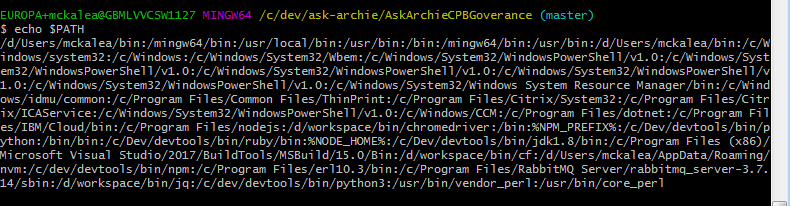 EUROPA+mckalea@GBMLVVCSW1127 MINGW64 /c/dev/ask-archie/AskArchieCPBGoverance (master)
$ echo $PATH
/d/Users/mckalea/bin:/mingw64/bin:/usr/local/bin:/usr/bin:/bin:/mingw64/bin:/usr/bin:/d/Users/mckalea/bin:/c/W
indows/system32:/c/Windows:/c/Windows/System32/Wbem:/c/Windows/System32/WindowsPowerShell/v1.0:/c/Windows/Syst
em32/WindowsPowerShell/v1.0:/c/Windows/System32/WindowsPowerShell/v1.0:/c/Windows/System32/WindowsPowerShell/v
1.0:/c/Windows/System32/WindowsPowerShell/v1.0:/c/Windows/System32/Windows System Resource Manager/bin:/c/Wind
ows/idmu/common:/c/Program Files/Common Files/ThinPrint:/c/Program Files/Citrix/System32:/c/Program Files/Citr
ix/ICAService:/c/Windows/System32/WindowsPowerShell/v1.0:/c/Windows/CCM:/c/Program Files/dotnet:/c/Program Fil
es/IBM/Cloud/bin:/c/Program Files/nodejs:/d/workspace/bin/chromedriver:/bin:%NPM_PREFIX%:/c/Dev/devtools/bin/p
ython:/bin/bin:/c/Dev/devtools/bin/ruby/bin:%NODE_HOME%:/c/Dev/devtools/bin/jdk1.8/bin:/c/Program Files (x86)/
Microsoft Visual Studio/2017/BuildTools/MSBuild/15.0/Bin:/d/workspace/bin/cf:/d/Users/mckalea/AppData/Roaming/
nvm:/c/dev/devtools/bin/npm:/c/Program Files/erl10.3/bin:/c/Program Files/RabbitMQ Server/rabbitmq_server-3.7.
14/sbin:/d/workspace/bin/jq:/c/dev/devtools/bin/python3:/usr/bin/vendor_perl:/usr/bin/core_perl